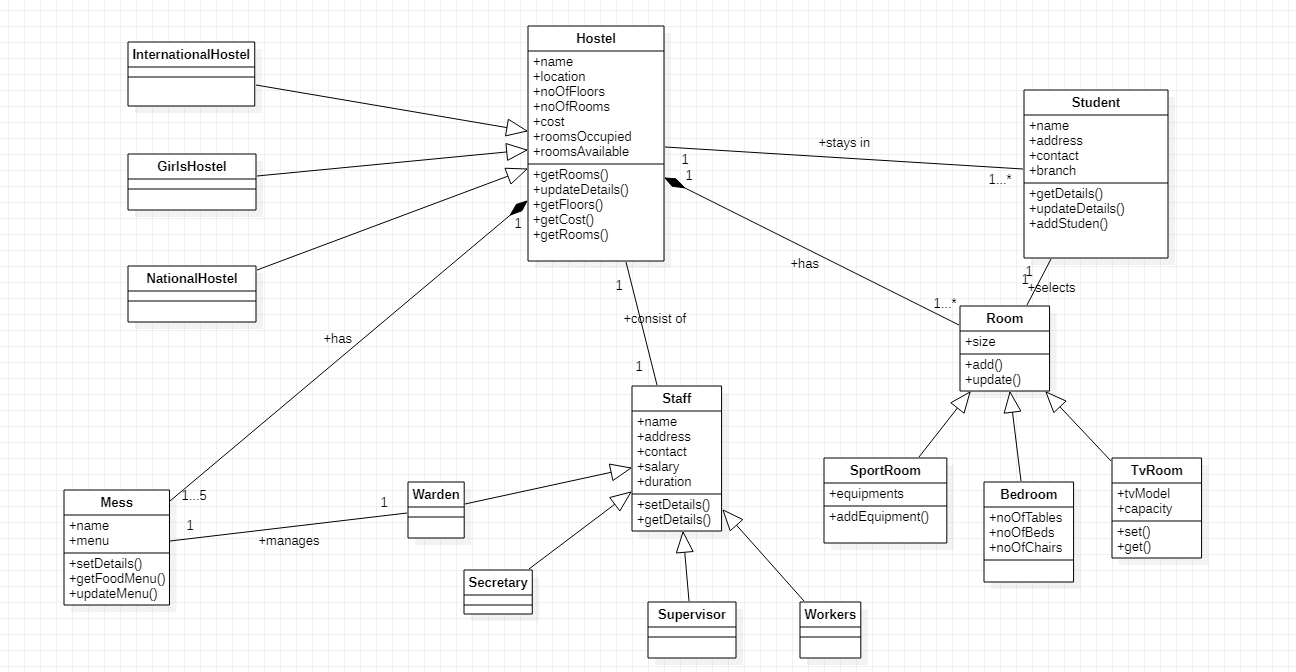 InternationalHostel
GirlsHostel
NationalHostel
Hostel
+name
+location
+noOfFloors
+noOfRooms
+cost
+roomsOccupied
+roomsAvailable
+getRooms()
+updateDetails()
+getFloors()
+getCost()
+getRooms()
+stays in
1
1...*
Student
+name
+address
+contact
+branch
+getDetails()
+updateDetails()
+addStuden()
1
+has
1...*
1
1
+selects
Room
+size
+add()
+update()
1
+has
1...5
1
+consist of
1
Staff
+name
+address
+contact
+salary
+duration
+setDetails()
+getDetails()
Mess
+name
+menu
+setDetails()
+getFoodMenu()
+updateMenu()
1
+manages
1
Warden
Secretary
Supervisor
Workers
SportRoom
+equipments
+addEquipment()
Bedroom
+noOfTables
+noOfBeds
+noOfChairs
TvRoom
+tvModel
+capacity
+set()
+get()